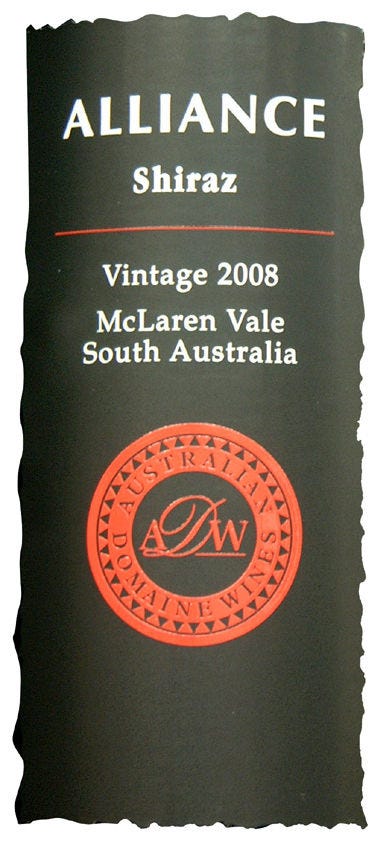 ALLIANCE
Shiraz
Vintage 2008
McLaren Vale
South Australia
AUSTRALIAN
ADW
DOMAINE WINES